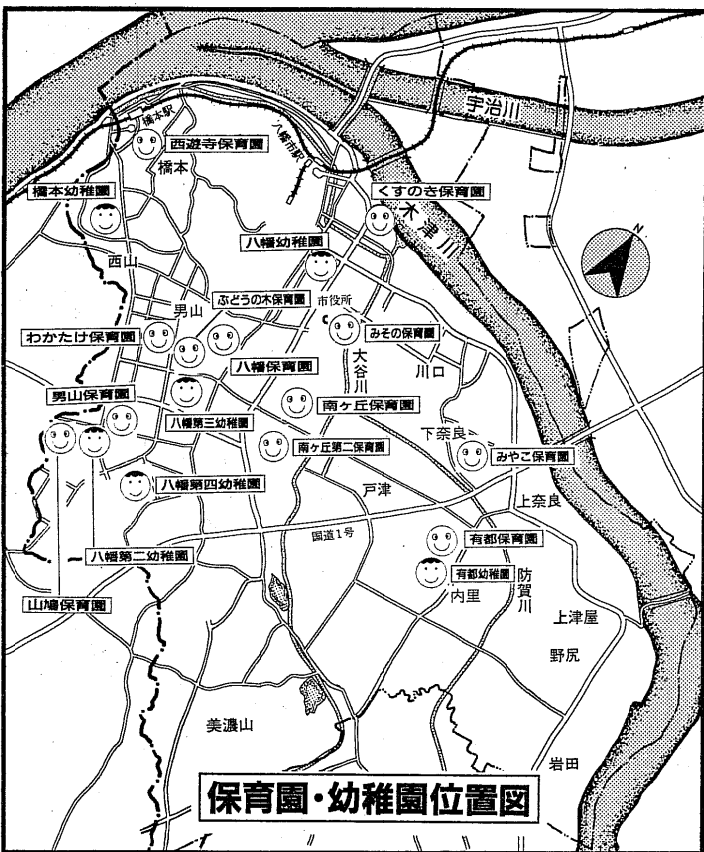 宇治川
橋本駅
西遊寺保育園
橋本
八幡市駅
橋本幼稚園
くすのき保育園
木津川
八幡幼稚園
N
西山
ぶどうの木保育園
市役所
男山
わかたけ保育園
みその保育園
八幡保育園
大谷川
川口
男山保育園
南ヶ丘保育園
八幡第三幼稚園
下奈良
南ヶ丘第二保育園
みやこ保育園
八幡第四幼稚園
戸津
上奈良
国道1号
有都保育園
八幡第二幼稚園
有都幼稚園
防賀川
内里
山鳩保育園
上津屋
野尻
美濃山
岩田
保育園・幼稚園位置図